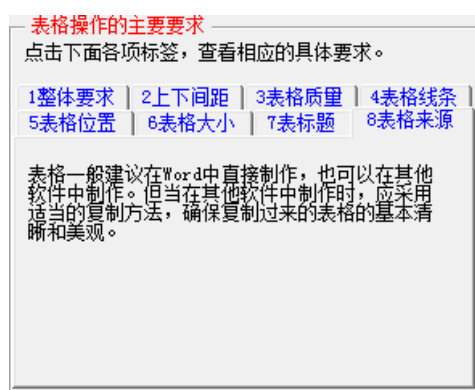 表格操作的主要要求
点击下面各项标签，查看相应的具体要求。
1整体要求 2上下间距 3表格质量 4表格线条
5表格位置 6表格大小 7表标题 8表格来源
表格一般建议在Word中直接制作，也可以在其他
软件中制作。但当在其他软件中制作时，应采用
适当的复制方法，确保复制过来的表格的基本清
晰和美观。